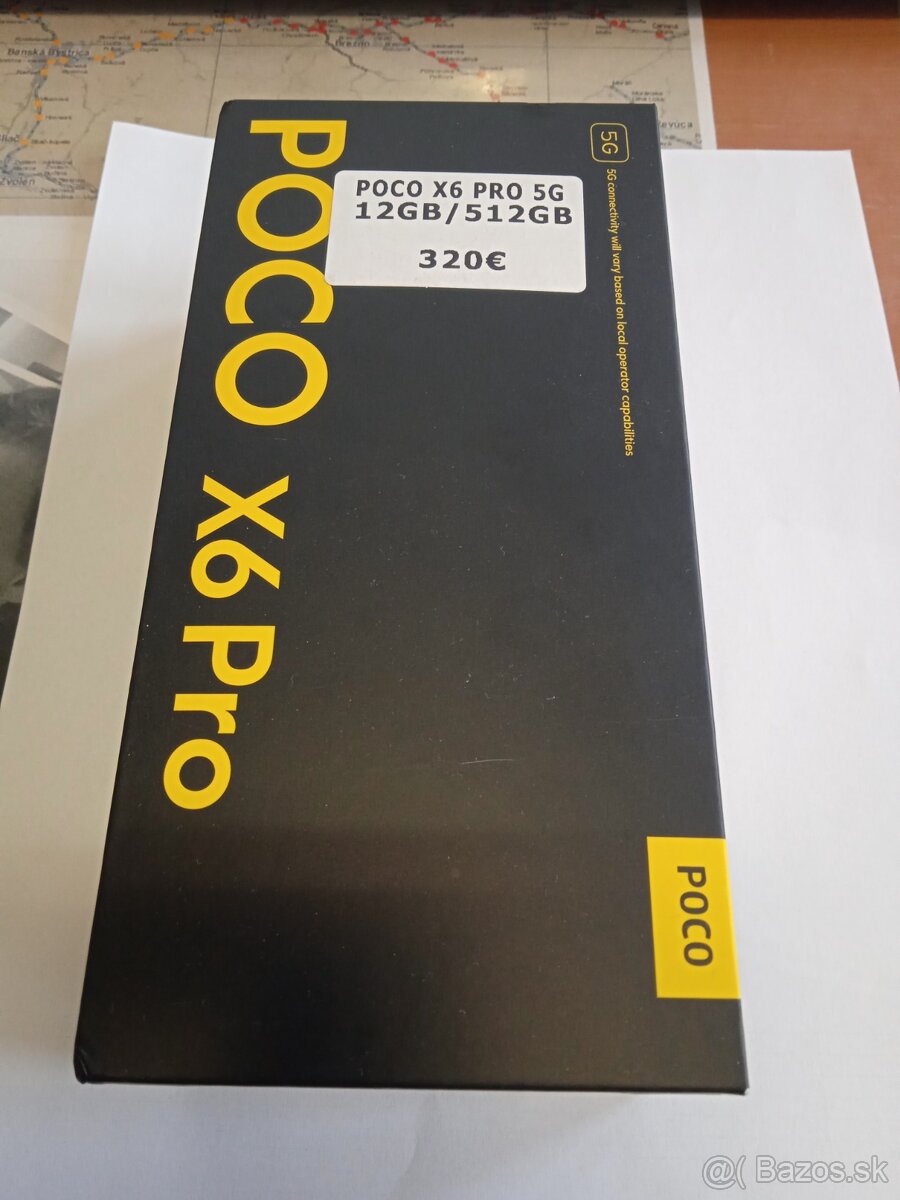 Banská Bystrica
Brezno
Zvolen
POCO X6 Pro
POCO X6 PRO 5G
12GB/512GB
320€
5G
5G connectivity will vary based on local operator capabilities
POCO
@( Bazos.sk